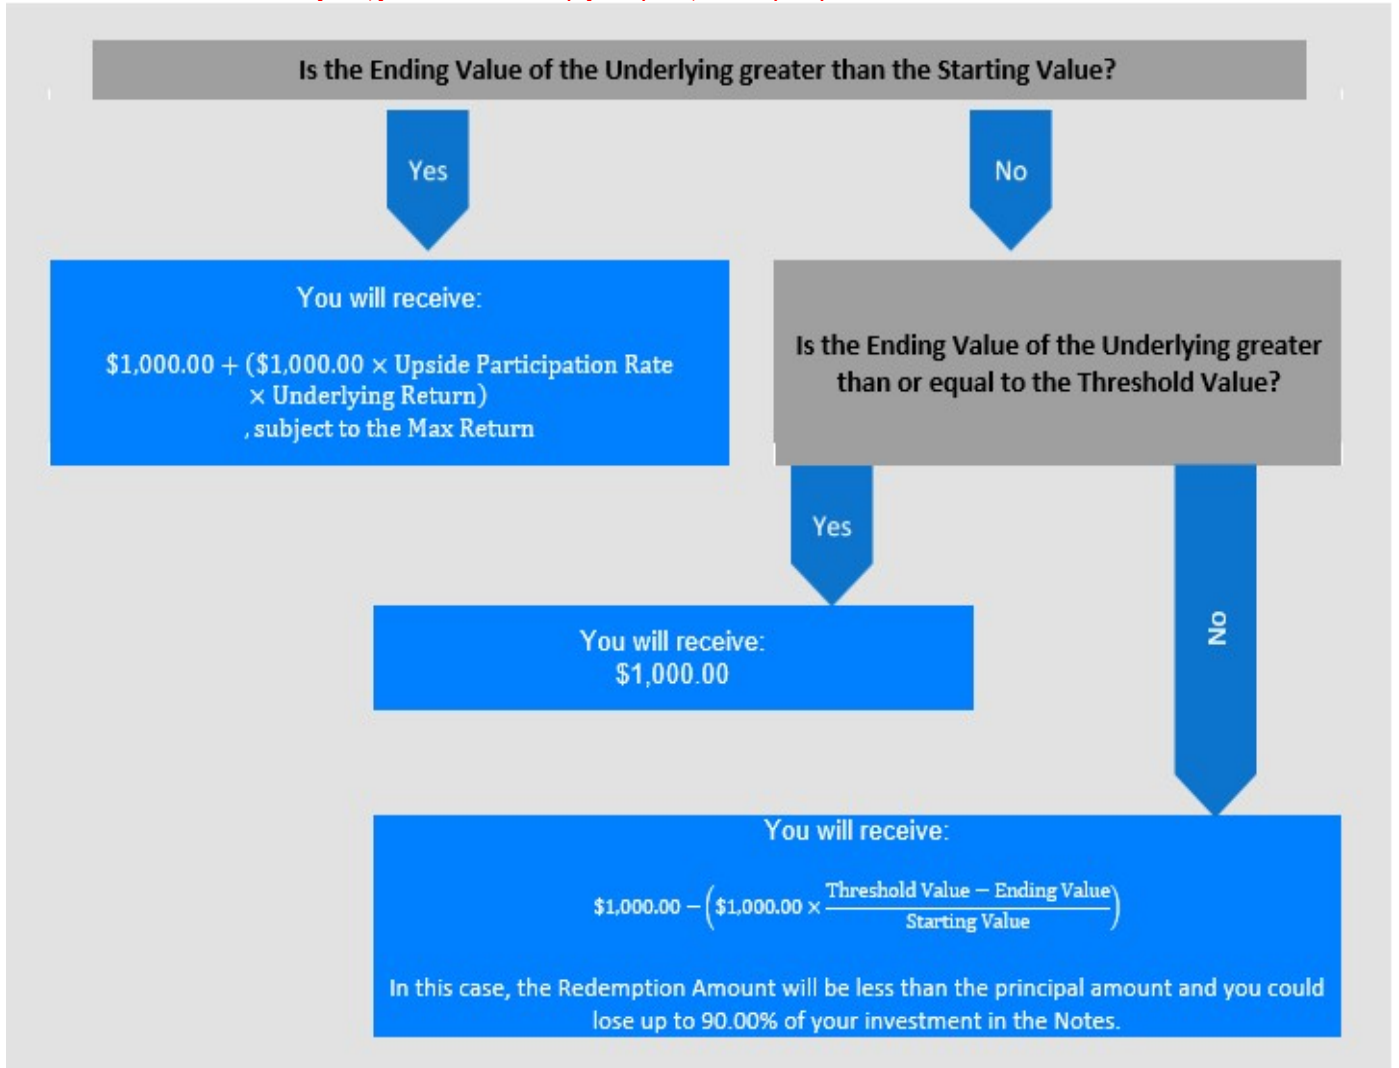 Is the Ending Value of the Underlying greater than the Starting Value?
Yes
No
You will receive:
$1,000.00 + ($1,000.00 × Upside Participation Rate
× Underlying Return)
, subject to the Max Return
Is the Ending Value of the Underlying greater
than or equal to the Threshold Value?
Yes
No
You will receive:
$1,000.00
You will receive:
$1,000.00 − ($1,000.00 × (Threshold Value − Ending Value) / Starting Value)
In this case, the Redemption Amount will be less than the principal amount and you could
lose up to 90.00% of your investment in the Notes.